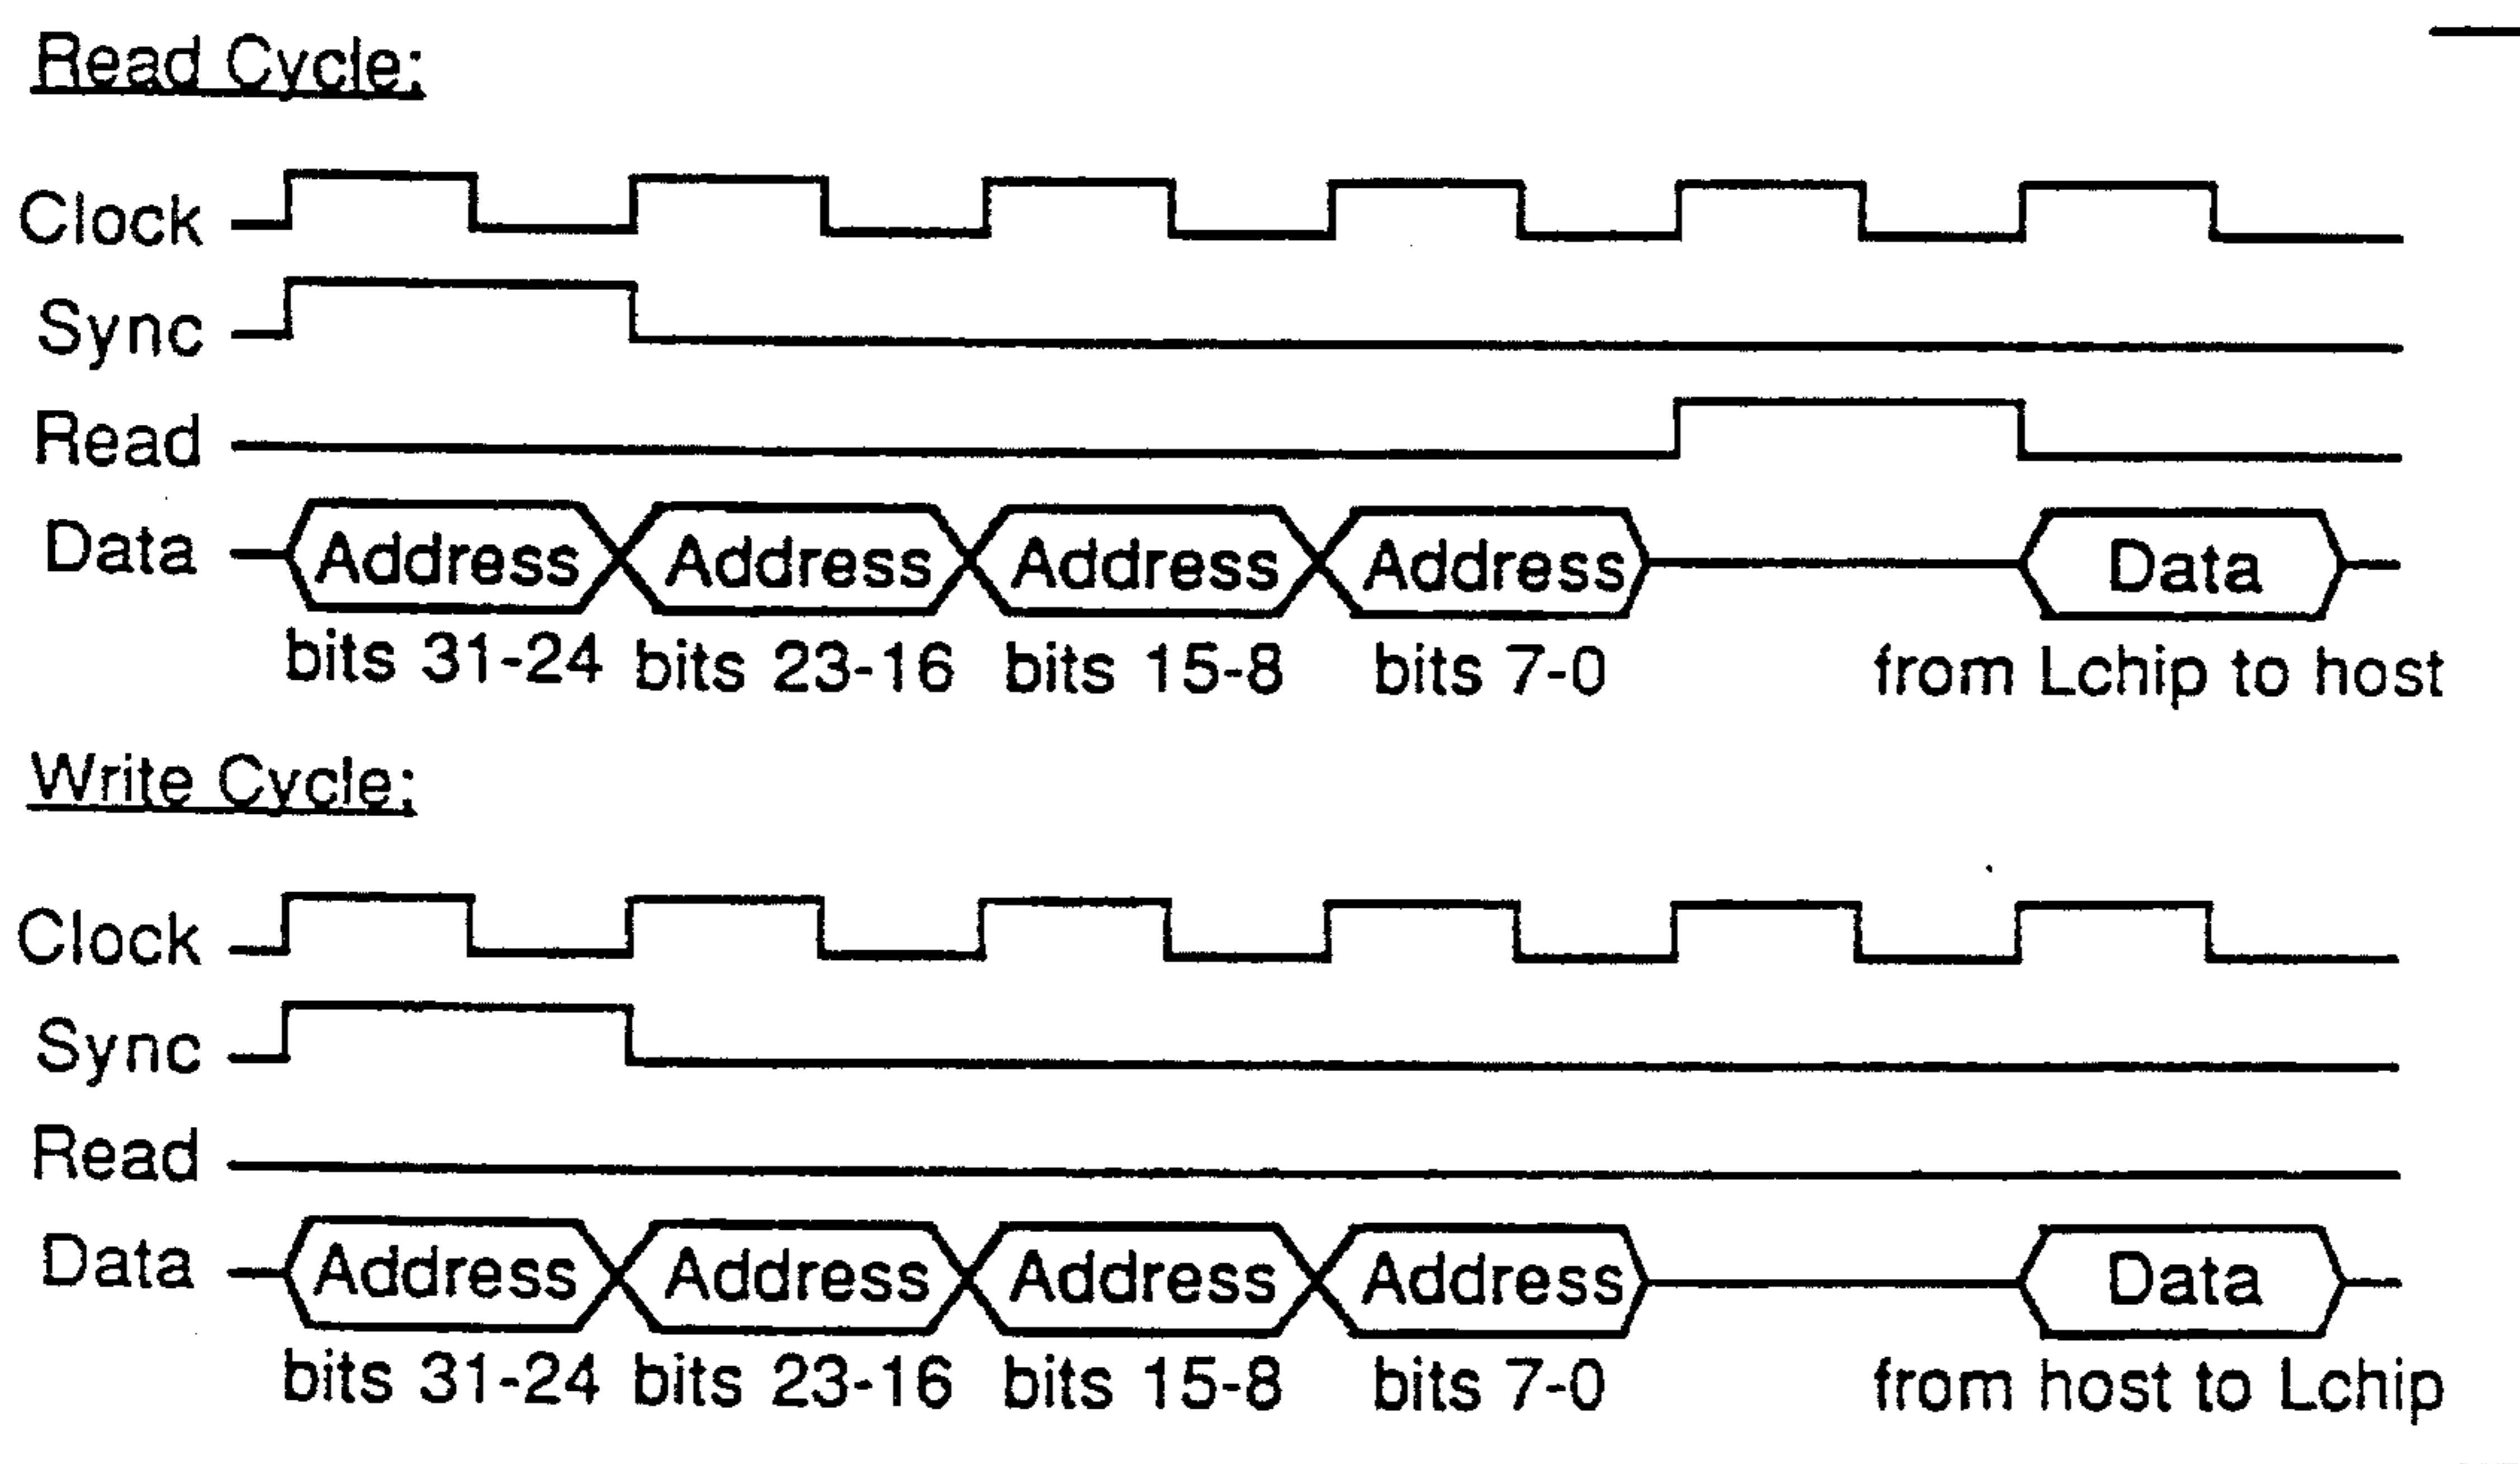 Read Cycle:
Clock
Sync
Read
Data Address Address Address Address Data
bits 31-24 bits 23-16 bits 15-8 bits 7-0 from Lchip to host
Write Cycle:
Clock
Sync
Read
Data Address Address Address Address Data
bits 31-24 bits 23-16 bits 15-8 bits 7-0 from host to Lchip